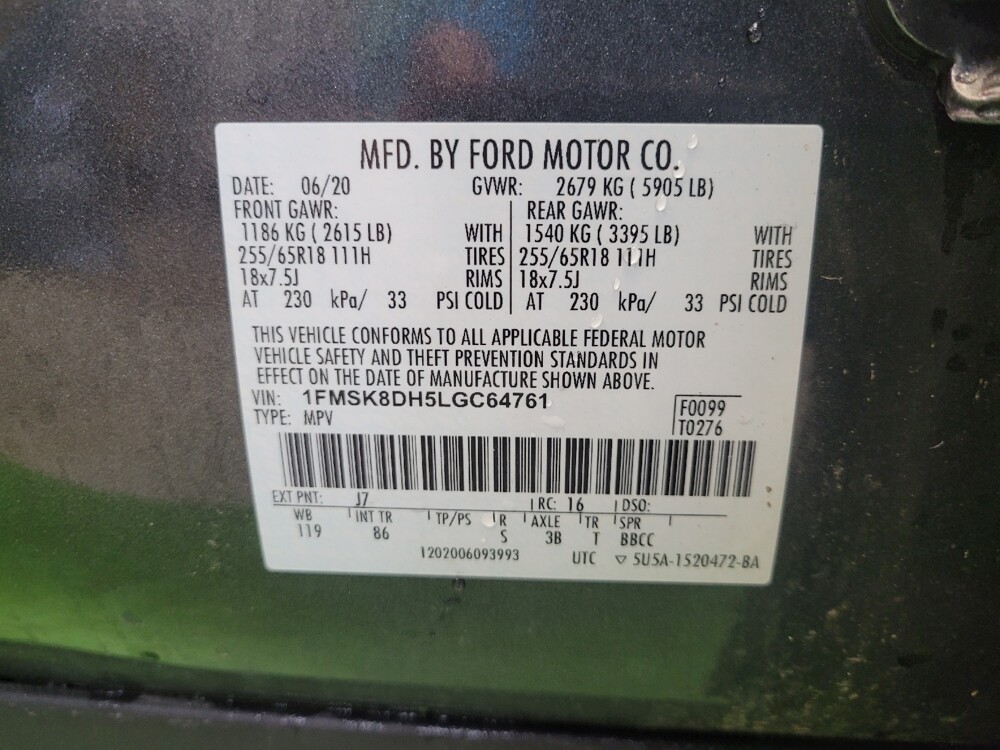 MFD. BY FORD MOTOR CO.
DATE: 06/20 GVWR: 2679 KG ( 5905 LB)
FRONT GAWR: REAR GAWR:
1186 KG ( 2615 LB) WITH 1540 KG ( 3395 LB) WITH
255/65R18 111H TIRES 255/65R18 111H TIRES
18x7.5J RIMS 18x7.5J RIMS
AT 230 kPa/ 33 PSI COLD AT 230 kPa/ 33 PSI COLD
THIS VEHICLE CONFORMS TO ALL APPLICABLE FEDERAL MOTOR
VEHICLE SAFETY AND THEFT PREVENTION STANDARDS IN
EFFECT ON THE DATE OF MANUFACTURE SHOWN ABOVE.
VIN: 1FMSK8DH5LGC64761
TYPE: MPV
F0099
T0276
EXT PNT: J7 RC: 16 DSO:
WB INT TR TP/PS R AXLE TR SPR
119 86 S 3B T BBCC
1202006093993 UTC ▽ 5U5A-1520472-BA